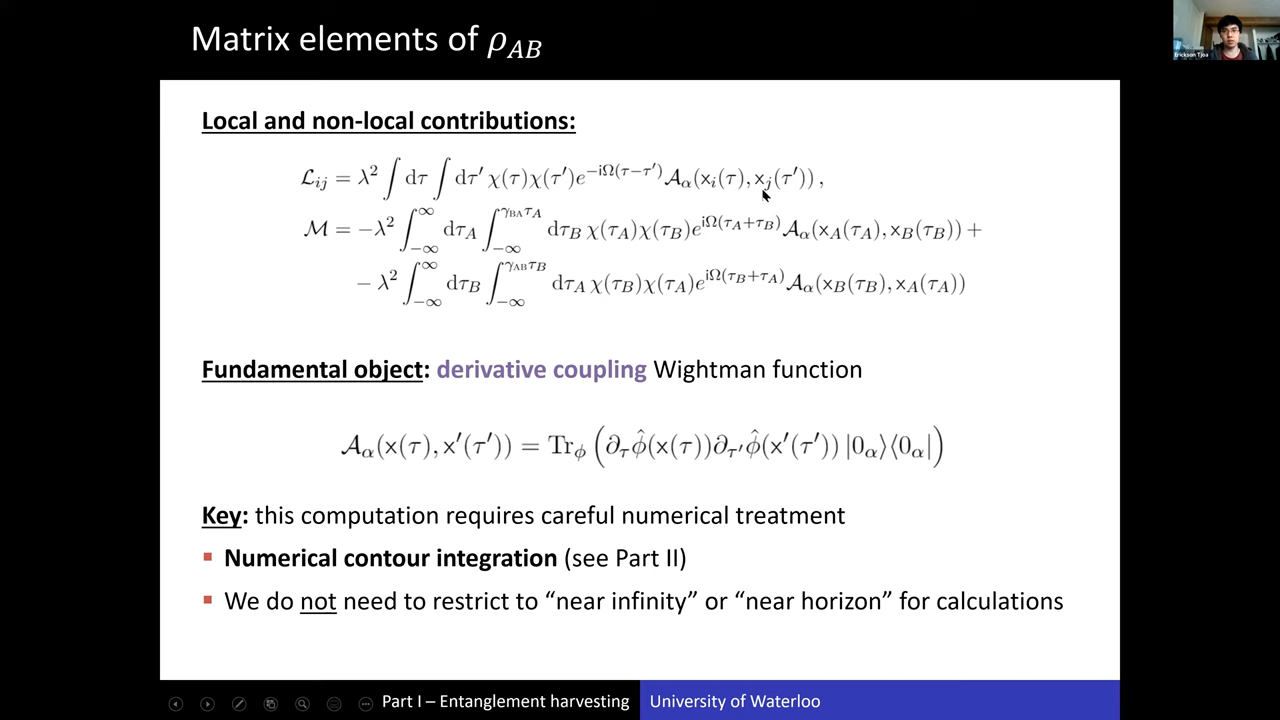 Matrix elements of ρ_AB
Erickson Tjoa
Local and non-local contributions:
ℒ_ij = λ² ∫ dτ ∫ dτ′ χ(τ)χ(τ′)e^{−iΩ(τ−τ′)} 𝒜_α(x_i(τ), x_j(τ′)) ,
ℳ = −λ² ∫_{−∞}^{∞} dτ_A ∫_{−∞}^{γ_BA τ_A} dτ_B χ(τ_A)χ(τ_B)e^{iΩ(τ_A+τ_B)} 𝒜_α(x_A(τ_A), x_B(τ_B)) +
− λ² ∫_{−∞}^{∞} dτ_B ∫_{−∞}^{γ_AB τ_B} dτ_A χ(τ_B)χ(τ_A)e^{iΩ(τ_B+τ_A)} 𝒜_α(x_B(τ_B), x_A(τ_A))
Fundamental object: derivative coupling Wightman function
𝒜_α(x(τ), x′(τ′)) = Tr_ϕ (∂_τ ϕ̂(x(τ))∂_τ′ ϕ̂(x′(τ′)) |0_α⟩⟨0_α|)
Key: this computation requires careful numerical treatment
▪ Numerical contour integration (see Part II)
▪ We do not need to restrict to “near infinity” or “near horizon” for calculations
Part I – Entanglement harvesting
University of Waterloo